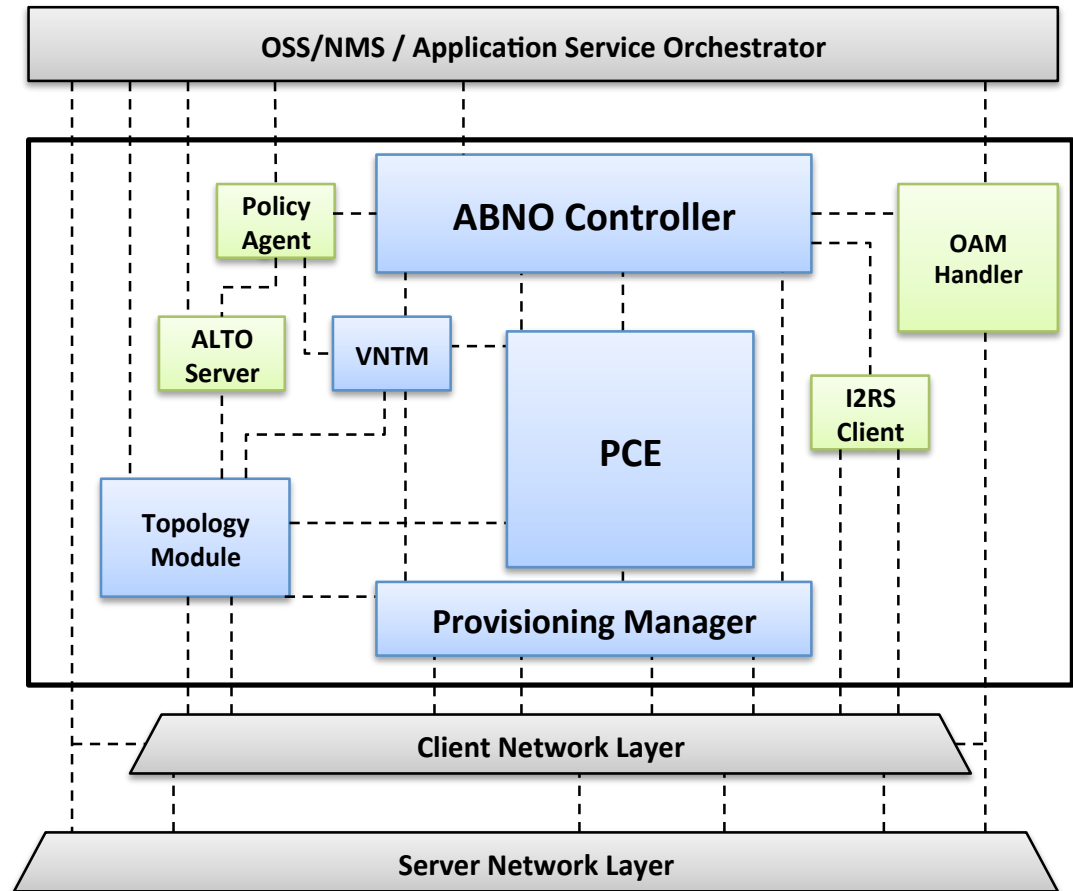 OSS/NMS / Application Service Orchestrator
Policy
Agent
ABNO Controller
OAM
Handler
ALTO
Server
VNTM
PCE
I2RS
Client
Topology
Module
Provisioning Manager
Client Network Layer
Server Network Layer